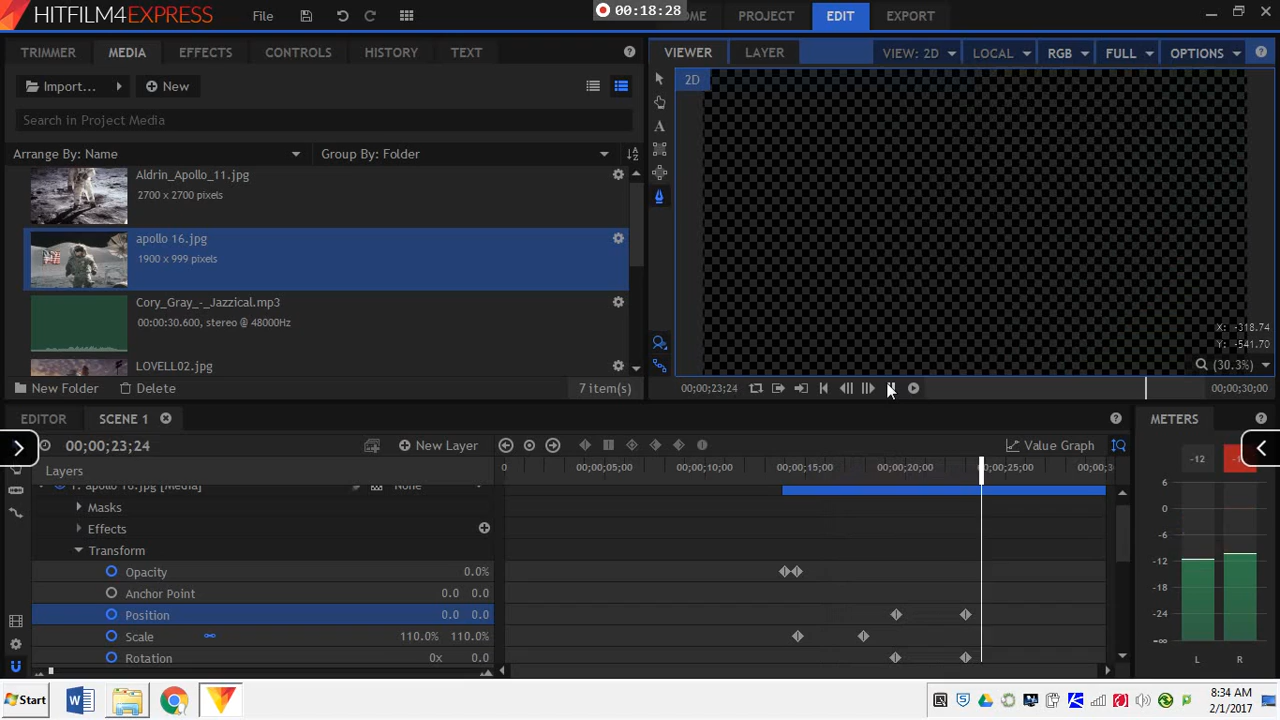 HITFILM4EXPRESS
File
00:18:28
PROJECT
EDIT
EXPORT
TRIMMER
MEDIA
EFFECTS
CONTROLS
HISTORY
TEXT
VIEWER
LAYER
VIEW: 2D
LOCAL
RGB
FULL
OPTIONS
Import...
New
2D
Search in Project Media
Arrange By: Name
Group By: Folder
Aldrin_Apollo_11.jpg
2700 x 2700 pixels
apollo 16.jpg
1900 x 999 pixels
Cory_Gray_-_Jazzical.mp3
00:00:30.600, stereo @ 48000Hz
LOVELL02.jpg
X: -318.74
Y: -541.70
(30.3%)
New Folder
Delete
7 item(s)
00;00;23;24
00;00;30;00
EDITOR
SCENE 1
METERS
00;00;23;24
New Layer
Value Graph
-12
Layers
0
00;00;05;00
00;00;10;00
00;00;15;00
00;00;20;00
00;00;25;00
1. apollo 16.jpg [Media]
None
Masks
Effects
Transform
Opacity
0.0%
Anchor Point
0.0 0.0
Position
0.0 0.0
Scale
110.0% 110.0%
Rotation
0x 0.0
6
0
-6
-12
-18
-24
-30
-∞
L
R
Start
8:34 AM
2/1/2017